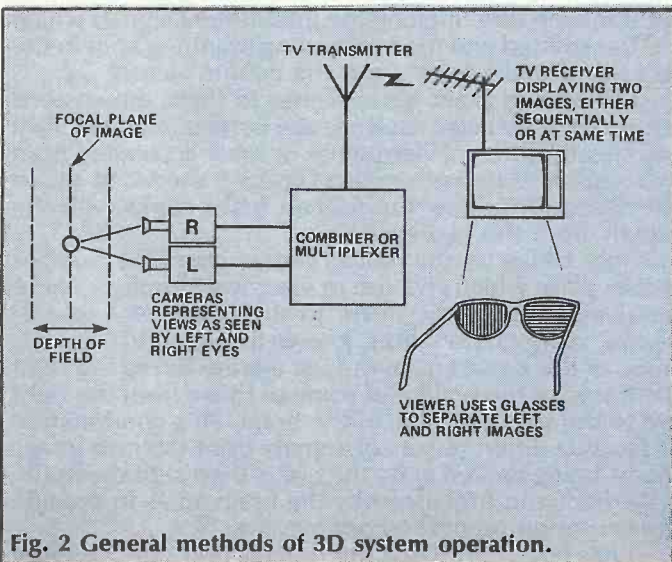 TV TRANSMITTER
TV RECEIVER
DISPLAYING TWO
IMAGES, EITHER
SEQUENTIALLY
OR AT SAME TIME
FOCAL PLANE
OF IMAGE
R
L
COMBINER OR
MULTIPLEXER
CAMERAS
REPRESENTING
VIEWS AS SEEN
BY LEFT AND
RIGHT EYES
DEPTH OF
FIELD
VIEWER USES GLASSES
TO SEPARATE LEFT
AND RIGHT IMAGES
Fig. 2 General methods of 3D system operation.